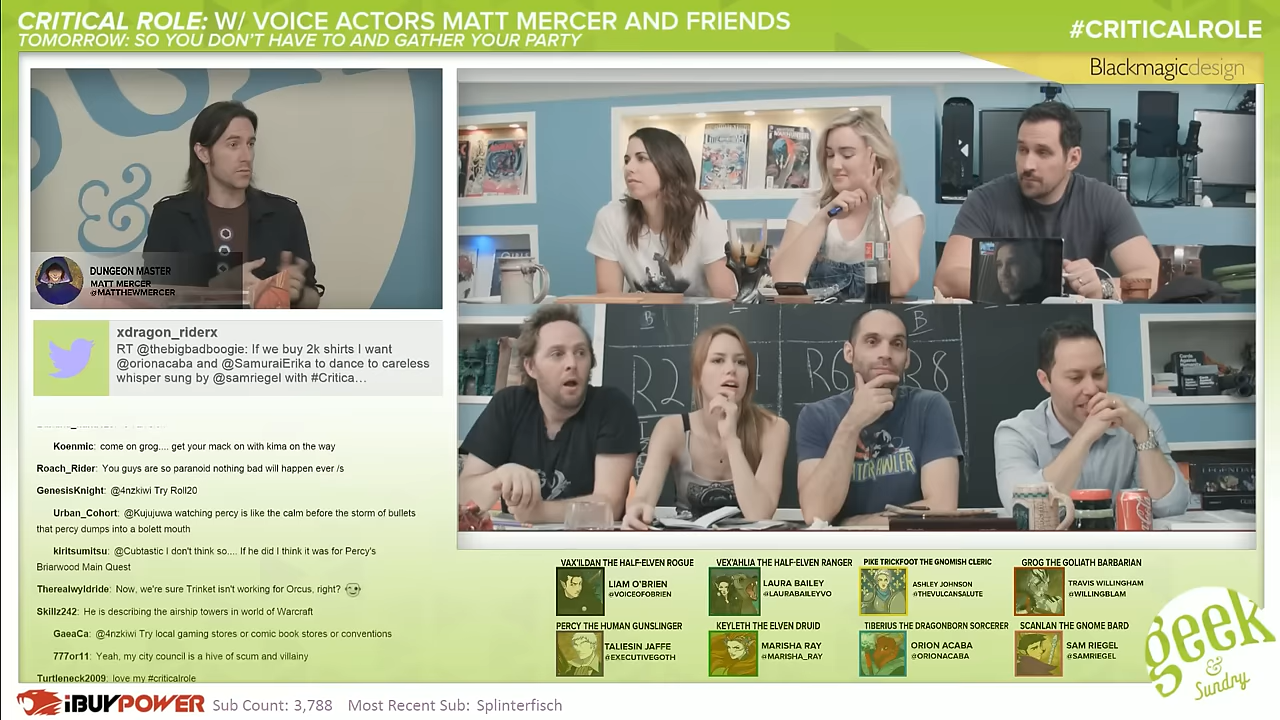 CRITICAL ROLE: W/ VOICE ACTORS MATT MERCER AND FRIENDS
TOMORROW: SO YOU DON'T HAVE TO AND GATHER YOUR PARTY
#CRITICALROLE
Blackmagicdesign
DUNGEON MASTER
MATT MERCER
@MATTHEWMERCER
&
xdragon_riderx
RT @thebigbadboogie: If we buy 2k shirts I want
@orionacaba and @SamuraiErika to dance to careless
whisper sung by @samriegel with #Critica…
Koenmic: come on grog.... get your mack on with kima on the way
Roach_Rider: You guys are so paranoid nothing bad will happen ever /s
GenesisKnight: @4nzkiwi Try Roll20
Urban_Cohort: @Kujujuwa watching percy is like the calm before the storm of bullets
that percy dumps into a bolett mouth
kiritsumitsu: @Cubtastic I don't think so.... If he did I think it was for Percy's
Briarwood Main Quest
Therealwyldride: Now, we're sure Trinket isn't working for Orcus, right?
Skillz242: He is describing the airship towers in world of Warcraft
GaeaCa: @4nzkiwi Try local gaming stores or comic book stores or conventions
777or11: Yeah, my city council is a hive of scum and villainy
Turtleneck2009: love my #criticalrole
B
B
R2
R6
R8
VAX'ILDAN THE HALF-ELVEN ROGUE
LIAM O'BRIEN
@VOICEOFOBRIEN
VEX'AHLIA THE HALF-ELVEN RANGER
LAURA BAILEY
@LAURABAILEYVO
PIKE TRICKFOOT THE GNOMISH CLERIC
ASHLEY JOHNSON
@THEVULCANSALUTE
GROG THE GOLIATH BARBARIAN
TRAVIS WILLINGHAM
@WILLINGBLAM
PERCY THE HUMAN GUNSLINGER
TALIESIN JAFFE
@EXECUTIVEGOTH
KEYLETH THE ELVEN DRUID
MARISHA RAY
@MARISHA_RAY
TIBERIUS THE DRAGONBORN SORCERER
ORION ACABA
@ORIONACABA
SCANLAN THE GNOME BARD
SAM RIEGEL
@SAMRIEGEL
geek
&
Sundry
iBUYPOWER
Sub Count: 3,788 Most Recent Sub: Splinterfisch